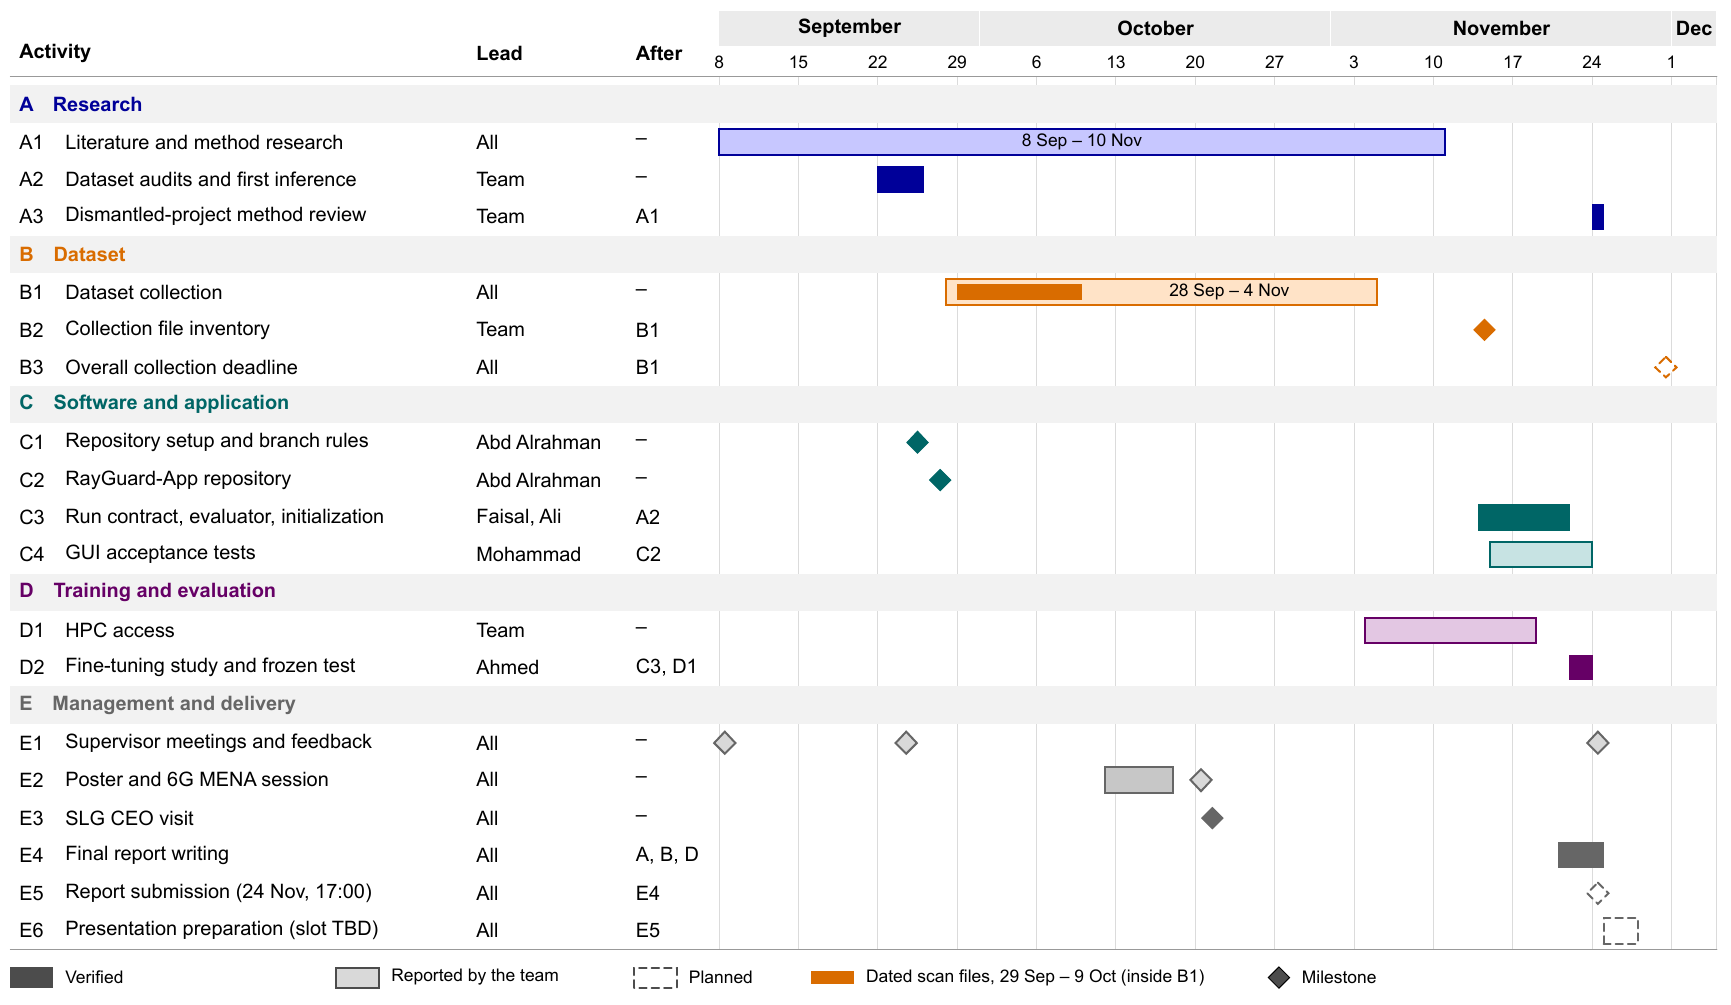 September October November Dec
Activity Lead After
8 15 22 29 6 13 20 27 3 10 17 24 1
A Research
A1 Literature and method research All – 8 Sep – 10 Nov
A2 Dataset audits and first inference Team –
A3 Dismantled-project method review Team A1
B Dataset
B1 Dataset collection All – 28 Sep – 4 Nov
B2 Collection file inventory Team B1
B3 Overall collection deadline All B1
C Software and application
C1 Repository setup and branch rules Abd Alrahman –
C2 RayGuard-App repository Abd Alrahman –
C3 Run contract, evaluator, initialization Faisal, Ali A2
C4 GUI acceptance tests Mohammad C2
D Training and evaluation
D1 HPC access Team –
D2 Fine-tuning study and frozen test Ahmed C3, D1
E Management and delivery
E1 Supervisor meetings and feedback All –
E2 Poster and 6G MENA session All –
E3 SLG CEO visit All –
E4 Final report writing All A, B, D
E5 Report submission (24 Nov, 17:00) All E4
E6 Presentation preparation (slot TBD) All E5
Verified Reported by the team Planned Dated scan files, 29 Sep – 9 Oct (inside B1) Milestone